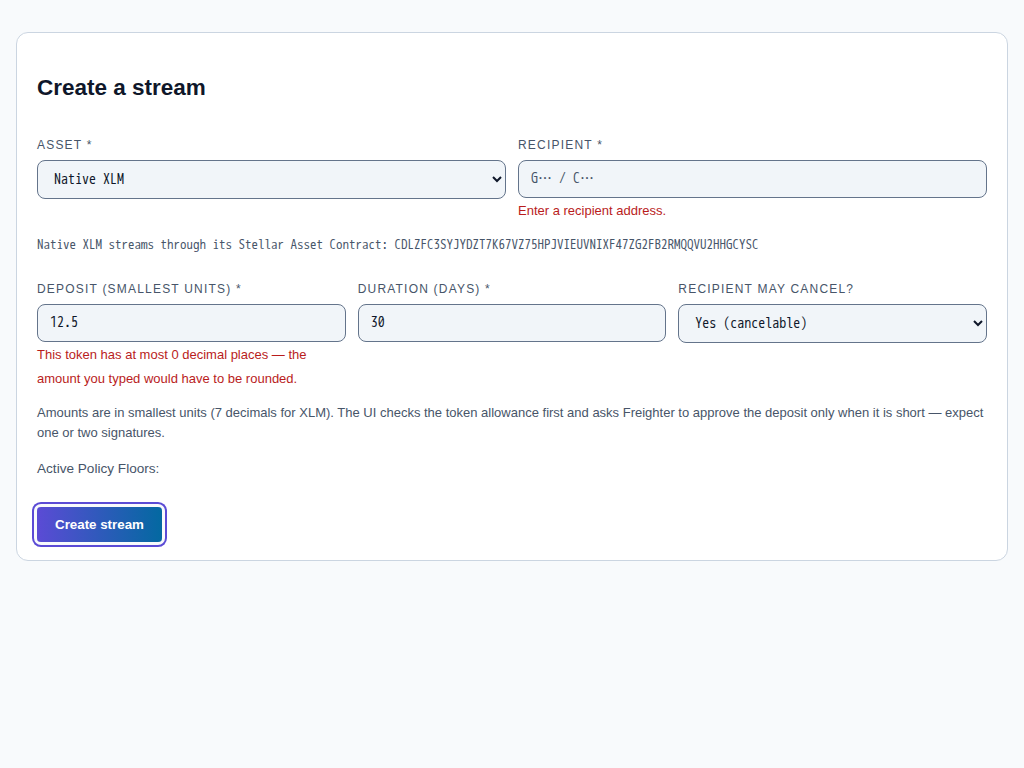 Create a stream
ASSET *
RECIPIENT *
Native XLM
G··· / C···
Enter a recipient address.
Native XLM streams through its Stellar Asset Contract: CDLZFC3SYJYDZT7K67VZ75HPJVIEUVNIXF47ZG2FB2RMQQVU2HHGCYSC
DEPOSIT (SMALLEST UNITS) *
DURATION (DAYS) *
RECIPIENT MAY CANCEL?
12.5
30
Yes (cancelable)
This token has at most 0 decimal places — the
amount you typed would have to be rounded.
Amounts are in smallest units (7 decimals for XLM). The UI checks the token allowance first and asks Freighter to approve the deposit only when it is short — expect
one or two signatures.
Active Policy Floors:
Create stream